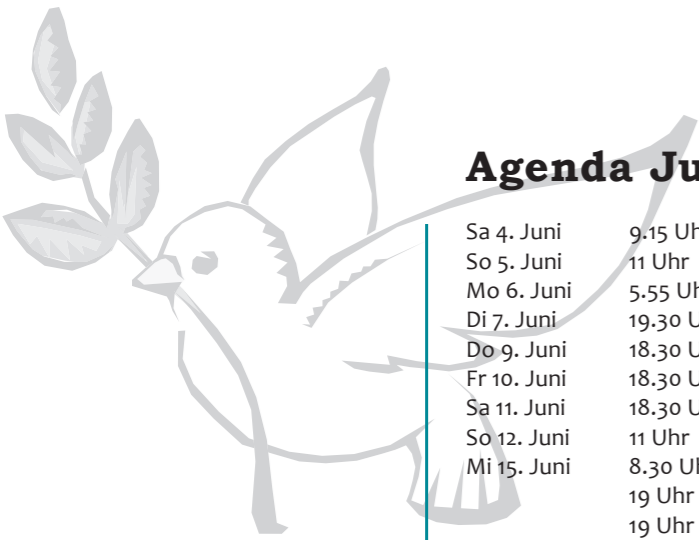 Agenda Ju
Sa 4. Juni 9.15 Uh
So 5. Juni 11 Uhr
Mo 6. Juni 5.55 Uh
Di 7. Juni 19.30 U
Do 9. Juni 18.30 U
Fr 10. Juni 18.30 U
Sa 11. Juni 18.30 U
So 12. Juni 11 Uhr
Mi 15. Juni 8.30 Uh
19 Uhr
19 Uhr